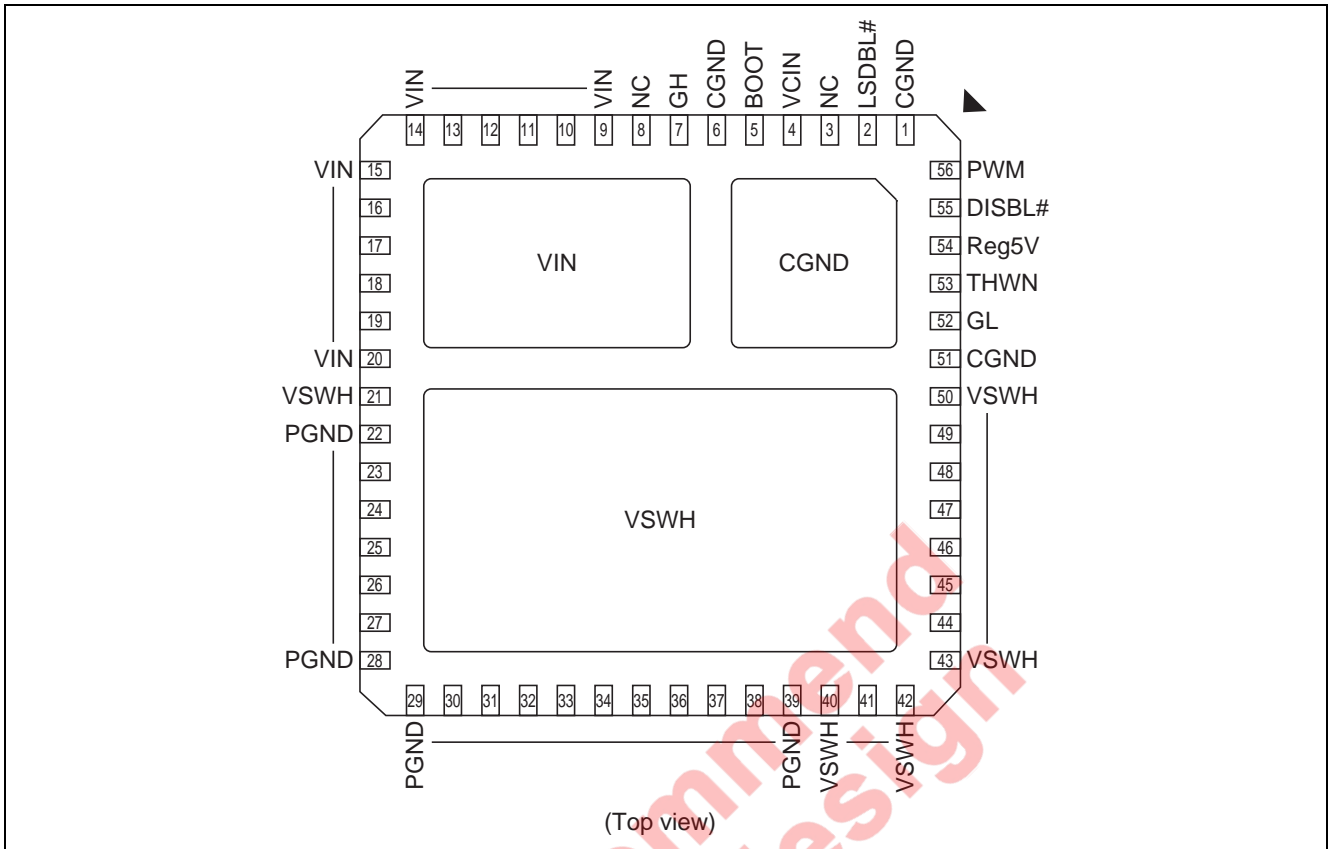 VIN VIN NC GH CGND BOOT VCIN NC LSDBL# CGND
14 13 12 11 10 9 8 7 6 5 4 3 2 1
VIN 15 56 PWM
16 55 DISBL#
17 54 Reg5V
18 53 THWN
19 52 GL
VIN 20 51 CGND
VSWH 21 50 VSWH
PGND 22 49
23 48
24 47
25 46
26 45
27 44
PGND 28 43 VSWH
VIN CGND
VSWH
29 30 31 32 33 34 35 36 37 38 39 40 41 42
PGND PGND VSWH VSWH
(Top view)
mmend
esign